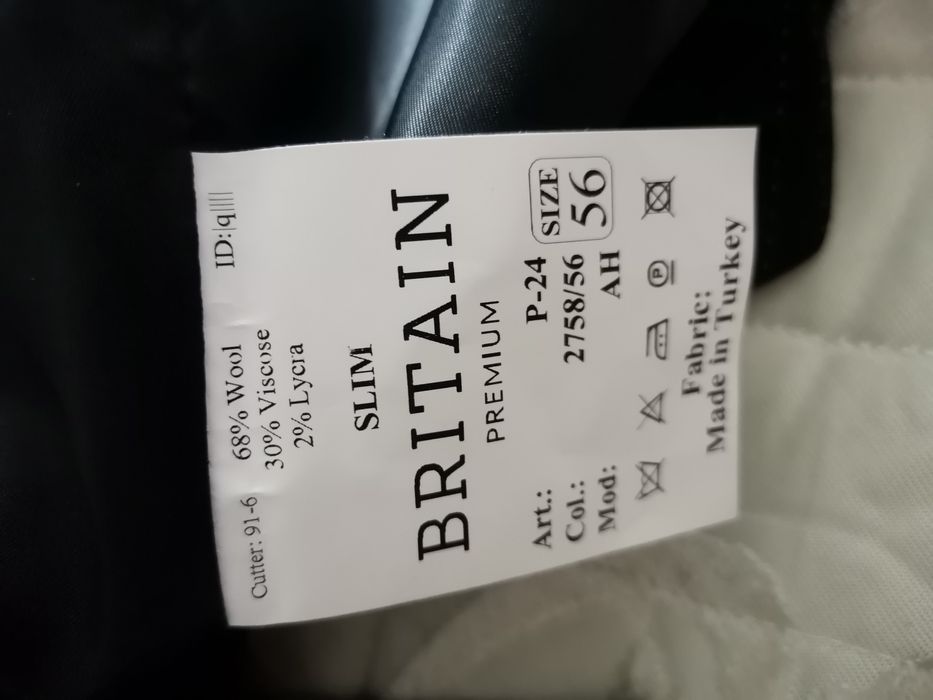 Cutter: 91-6
68% Wool
30% Viscose
2% Lycra
ID:|q||||
SLIM
BRITAIN
PREMIUM
Art.: P-24
Col.: 2758/56
Mod: AH
SIZE
56
P
Fabric:
Made in Turkey